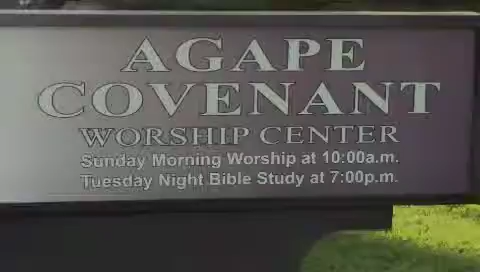 AGAPE
COVENANT
WORSHIP CENTER
Sunday Morning Worship at 10:00a.m.
Tuesday Night Bible Study at 7:00p.m.